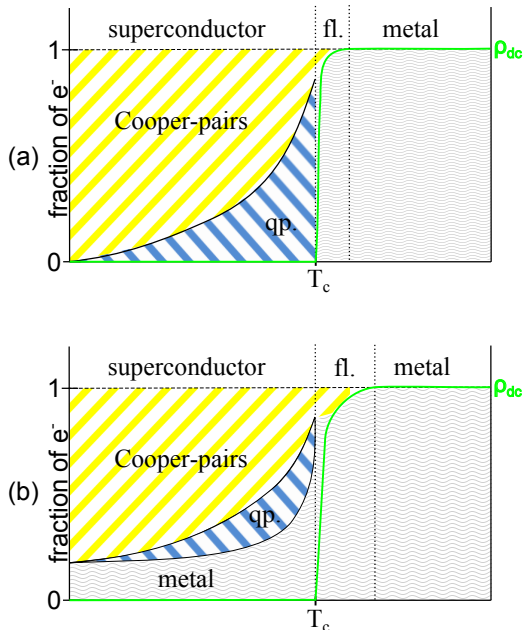 superconductor fl. metal
1 ρdc
Cooper-pairs
(a)
fraction of e-
qp.
0
Tc
superconductor fl. metal
1 ρdc
Cooper-pairs
(b)
fraction of e-
qp.
metal
0
Tc